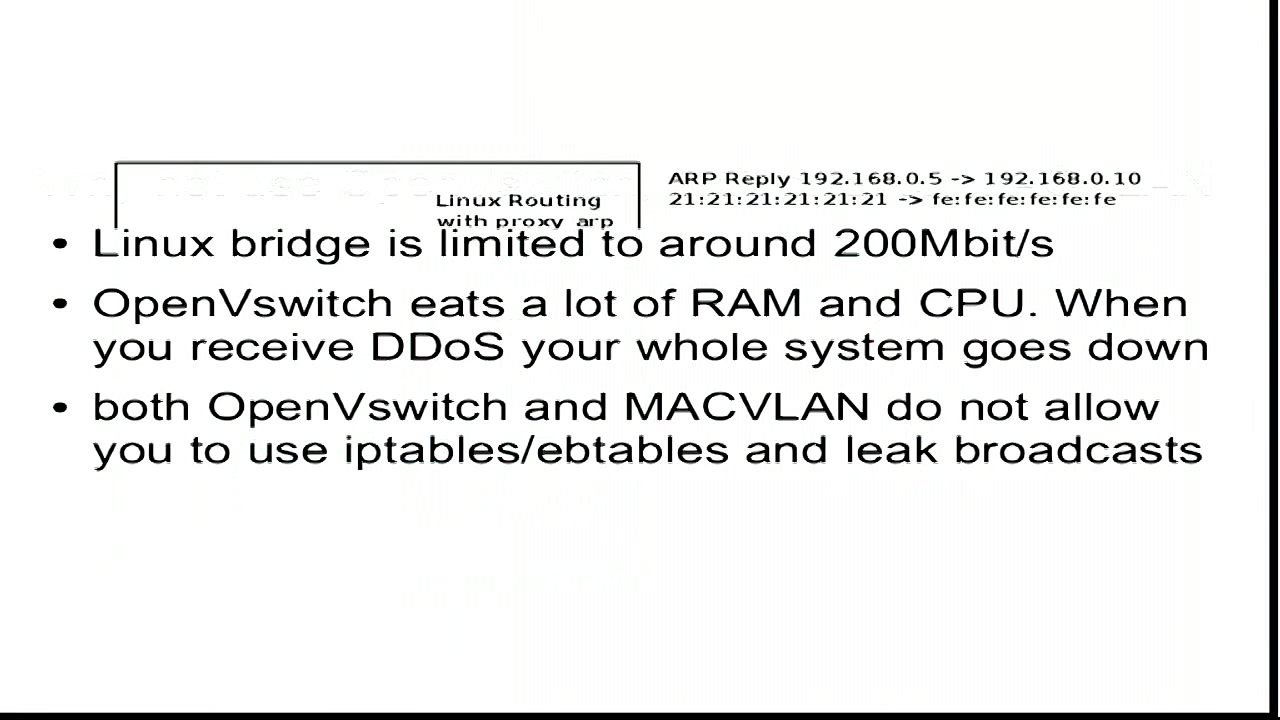 ARP Reply 192.168.0.5 -> 192.168.0.10
Linux Routing
21:21:21:21:21:21 -> fe:fe:fe:fe:fe:fe
with proxy arp
• Linux bridge is limited to around 200Mbit/s
• OpenVswitch eats a lot of RAM and CPU. When
you receive DDoS your whole system goes down
• both OpenVswitch and MACVLAN do not allow
you to use iptables/ebtables and leak broadcasts